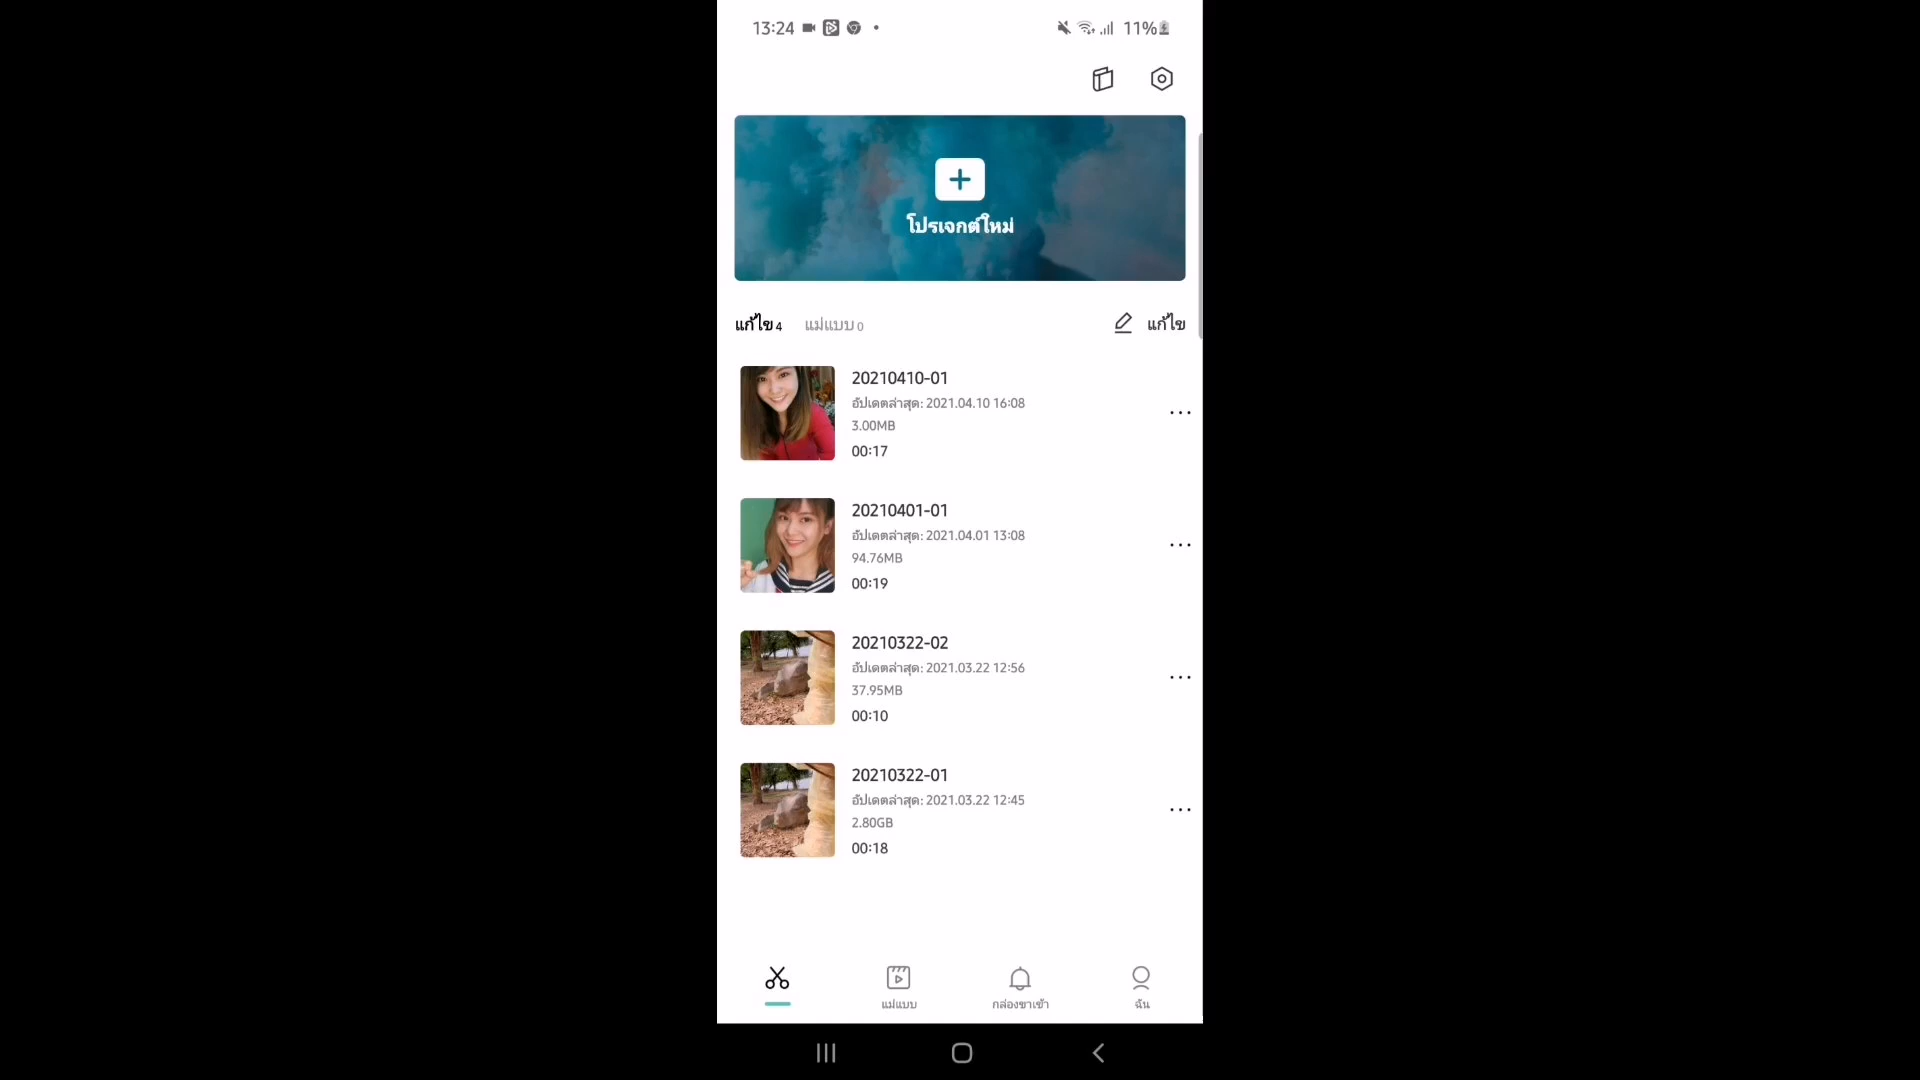 13:24
11%
โปรเจกต์ใหม่
แก้ไข 4 แม่แบบ 0 แก้ไข
20210410-01
อัปเดตล่าสุด: 2021.04.10 16:08
3.00MB
00:17
20210401-01
อัปเดตล่าสุด: 2021.04.01 13:08
94.76MB
00:19
20210322-02
อัปเดตล่าสุด: 2021.03.22 12:56
37.95MB
00:10
20210322-01
อัปเดตล่าสุด: 2021.03.22 12:45
2.80GB
00:18
แม่แบบ กล่องขาเข้า ฉัน